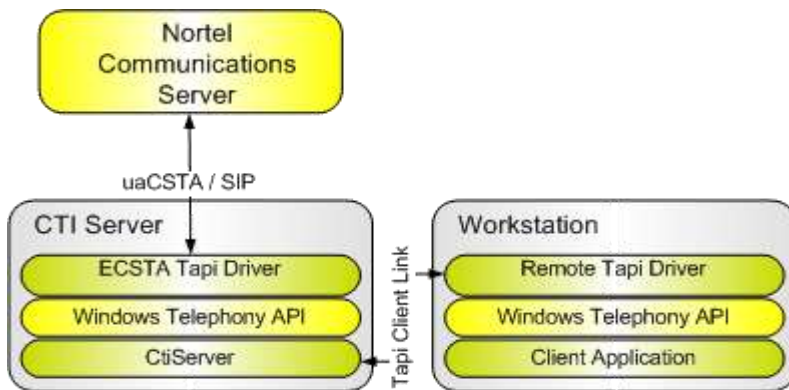 Nortel
Communications
Server
uaCSTA / SIP
CTI Server
ECSTA Tapi Driver
Windows Telephony API
CtiServer
Tapi Client Link
Workstation
Remote Tapi Driver
Windows Telephony API
Client Application